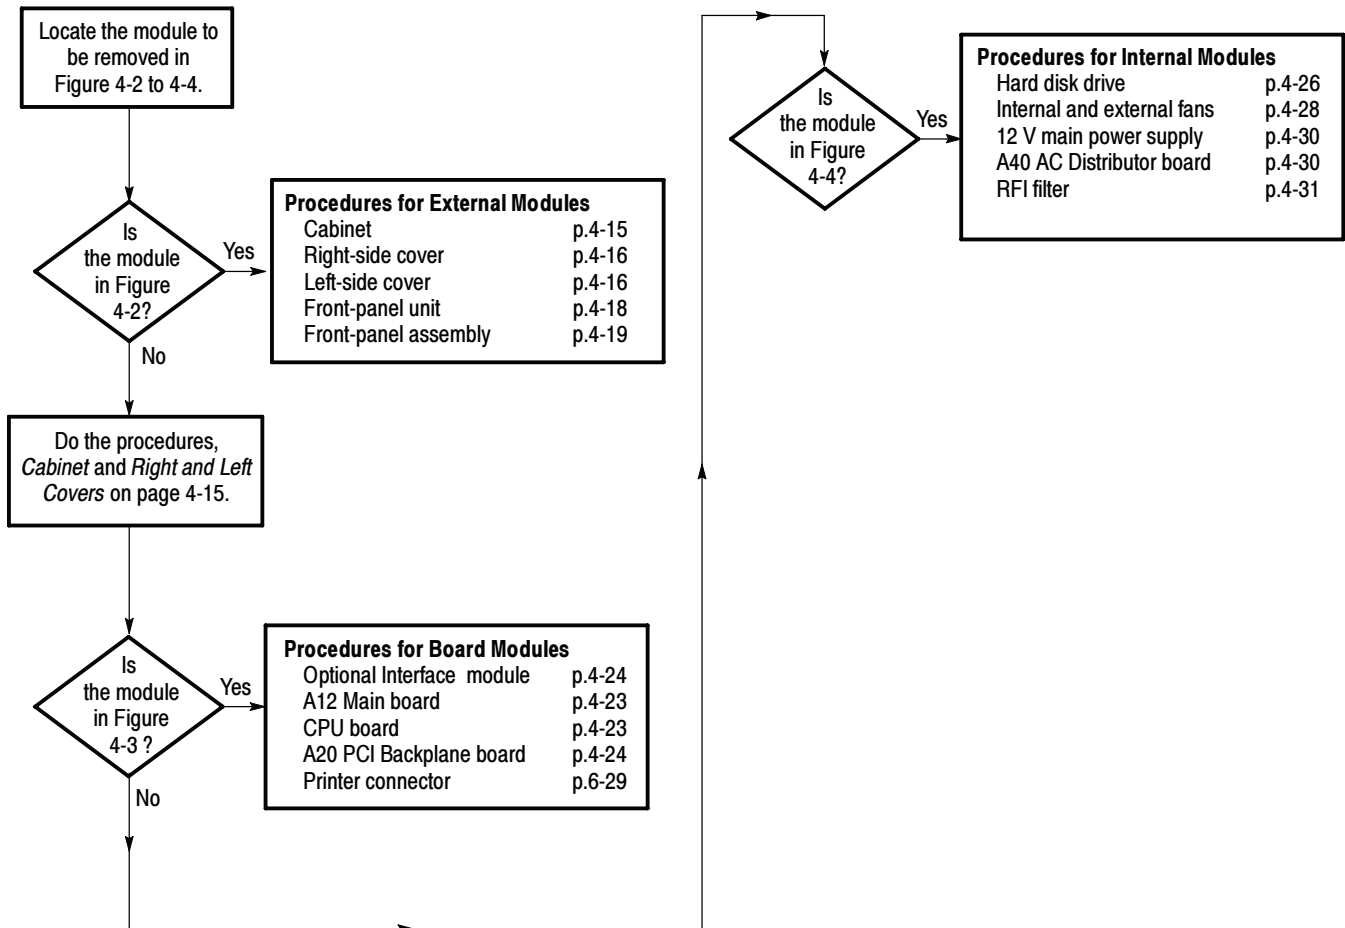 Locate the module to
be removed in
Figure 4-2 to 4-4.
Is
the module
in Figure
4-2?
Yes
Procedures for External Modules
Cabinet p.4-15
Right-side cover p.4-16
Left-side cover p.4-16
Front-panel unit p.4-18
Front-panel assembly p.4-19
No
Do the procedures,
Cabinet and Right and Left
Covers on page 4-15.
Is
the module
in Figure
4-3 ?
Yes
Procedures for Board Modules
Optional Interface module p.4-24
A12 Main board p.4-23
CPU board p.4-23
A20 PCI Backplane board p.4-24
Printer connector p.6-29
No
Is
the module
in Figure
4-4?
Yes
Procedures for Internal Modules
Hard disk drive p.4-26
Internal and external fans p.4-28
12 V main power supply p.4-30
A40 AC Distributor board p.4-30
RFI filter p.4-31